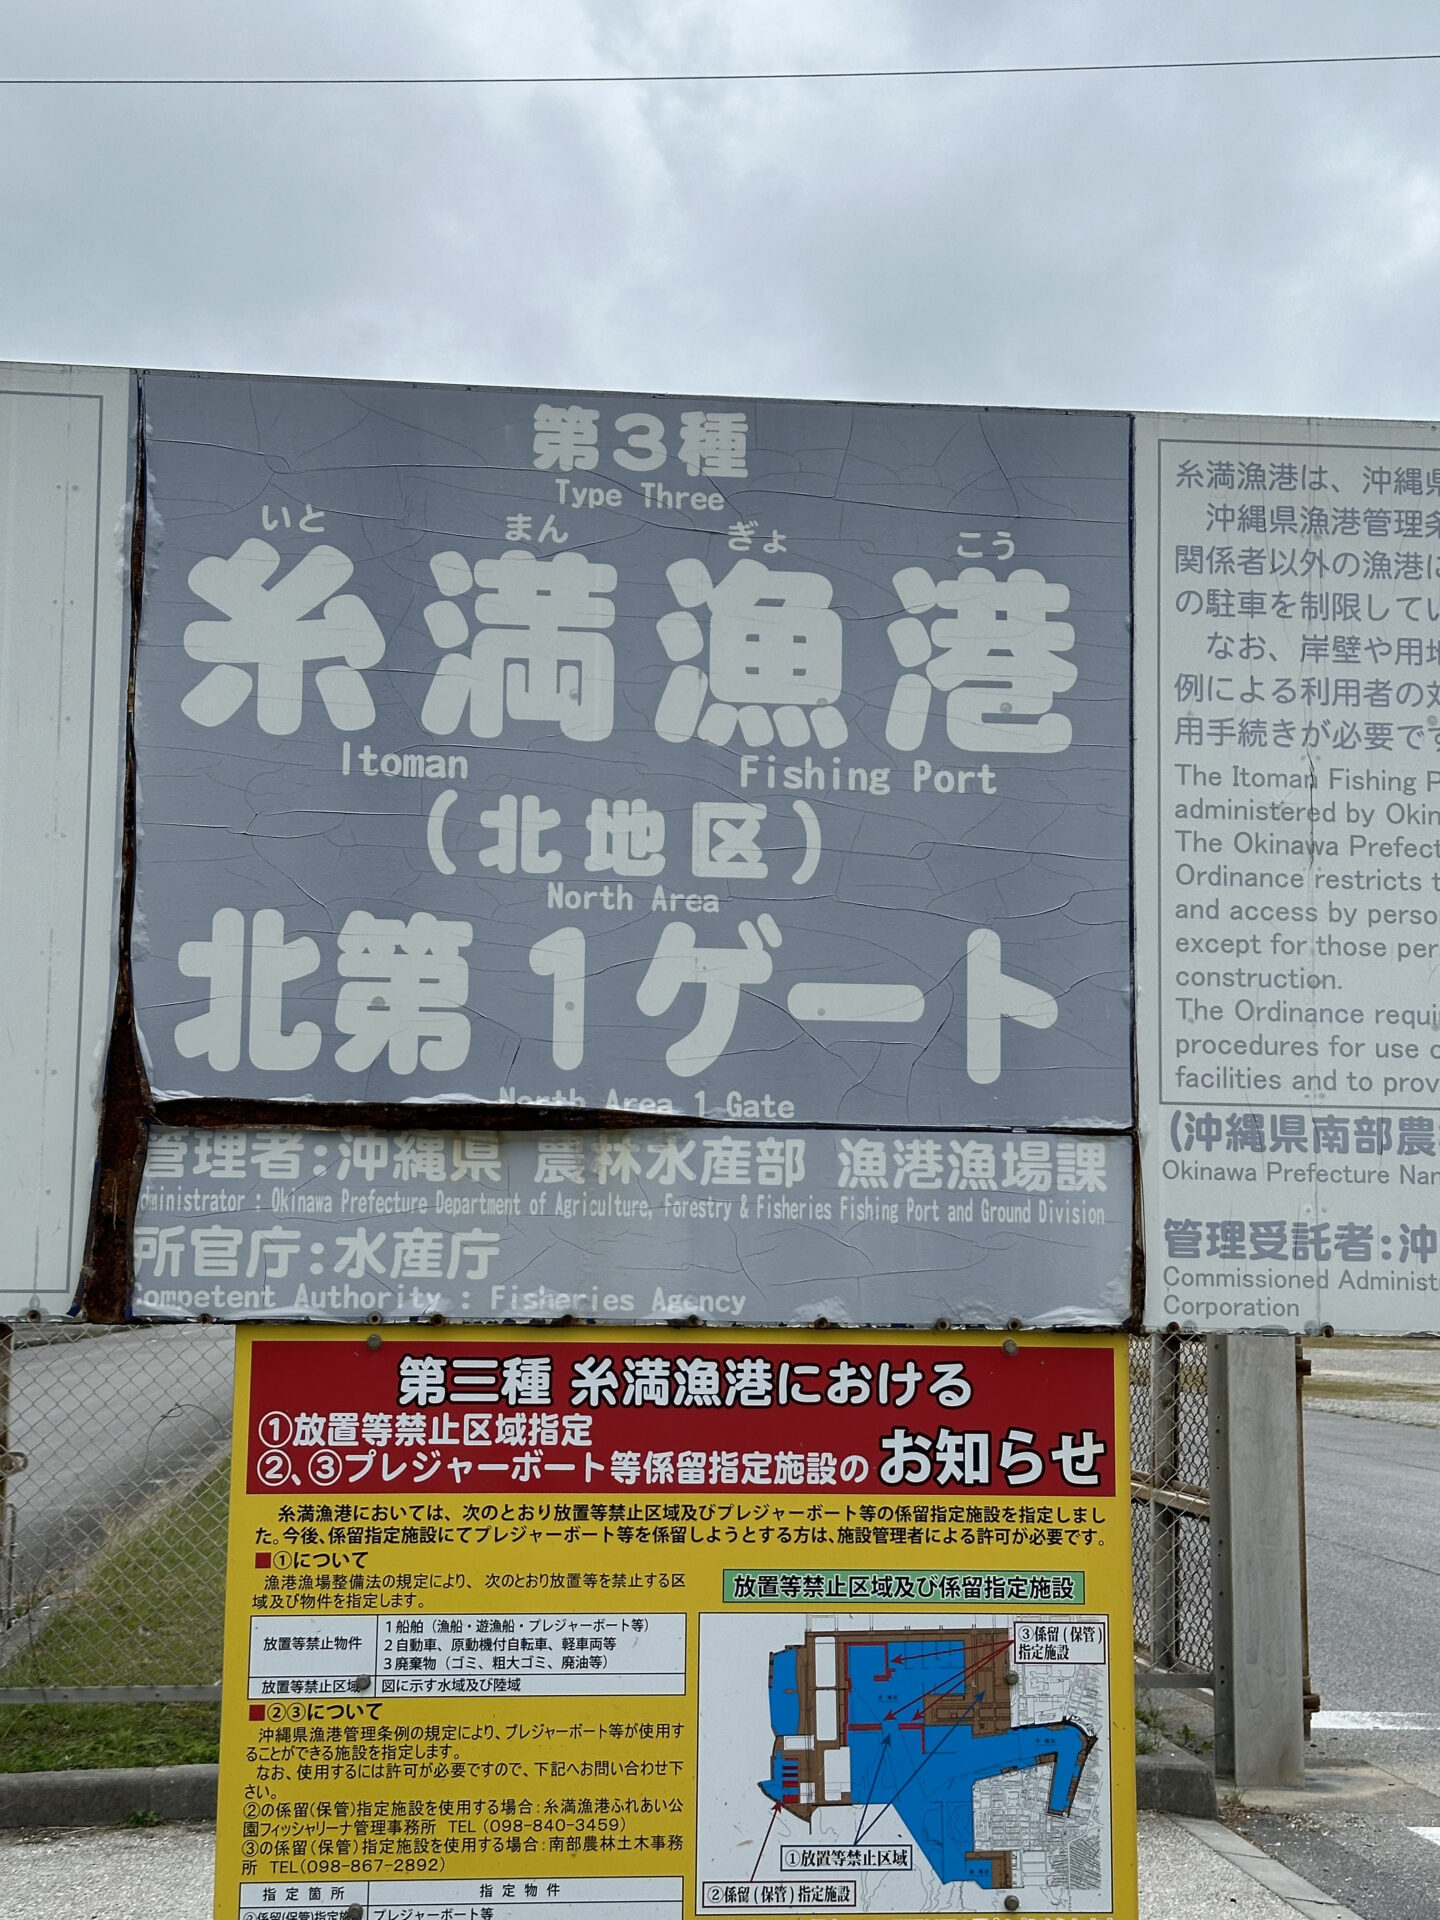 第3種
Type Three
いと まん ぎょ こう
糸満漁港
Itoman Fishing Port
(北地区)
North Area
北第1ゲート
North Area 1 Gate
管理者:沖縄県 農林水産部 漁港漁場課
dministrator : Okinawa Prefecture Department of Agriculture, Forestry & Fisheries Fishing Port and Ground Division
所官庁:水産庁
ompetent Authority : Fisheries Agency
糸満漁港は、沖縄県
沖縄県漁港管理条
関係者以外の漁港に
の駐車を制限してい
なお、岸壁や用地
例による利用者の
用手続きが必要です
The Itoman Fishing P
administered by Okin
The Okinawa Prefect
Ordinance restricts t
and access by perso
except for those per
construction.
The Ordinance requi
procedures for use o
facilities and to prov
(沖縄県南部農
Okinawa Prefecture Nan
管理受託者:沖
Commissioned Administ
Corporation
第三種 糸満漁港における
①放置等禁止区域指定
②、③プレジャーボート等係留指定施設の お知らせ
糸満漁港においては、次のとおり放置等禁止区域及びプレジャーボート等の係留指定施設を指定しまし
た。今後、係留指定施設にてプレジャーボート等を係留しようとする方は、施設管理者による許可が必要です。
■①について
漁港漁場整備法の規定により、次のとおり放置等を禁止する区
域及び物件を指定します。
放置等禁止物件
1 船舶(漁船・遊漁船・プレジャーボート等)
2 自動車、原動機付自転車、軽車両等
3 廃棄物(ゴミ、粗大ゴミ、廃油等)
放置等禁止区域 図に示す水域及び陸域
■②③について
沖縄県漁港管理条例の規定により、プレジャーボート等が使用す
ることができる施設を指定します。
なお、使用するには許可が必要ですので、下記へお問い合わせ下
さい。
②の係留(保管)指定施設を使用する場合:糸満漁港ふれあい公
園フィッシャリーナ管理事務所 TEL(098-840-3459)
③の係留(保管)指定施設を使用する場合:南部農林土木事務
所 TEL(098-867-2892)
指定箇所 指定物件
②係留(保管)指定施 プレジャーボート等
放置等禁止区域及び係留指定施設
③係留(保管)
指定施設
①放置等禁止区域
②係留(保管)指定施設